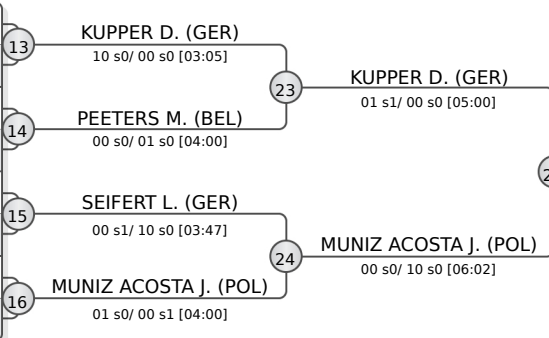 13
KUPPER D. (GER)
10 s0/ 00 s0 [03:05]
23
KUPPER D. (GER)
01 s1/ 00 s0 [05:00]
14
PEETERS M. (BEL)
00 s0/ 01 s0 [04:00]
15
SEIFERT L. (GER)
00 s1/ 10 s0 [03:47]
24
MUNIZ ACOSTA J. (POL)
00 s0/ 10 s0 [06:02]
16
MUNIZ ACOSTA J. (POL)
01 s0/ 00 s1 [04:00]